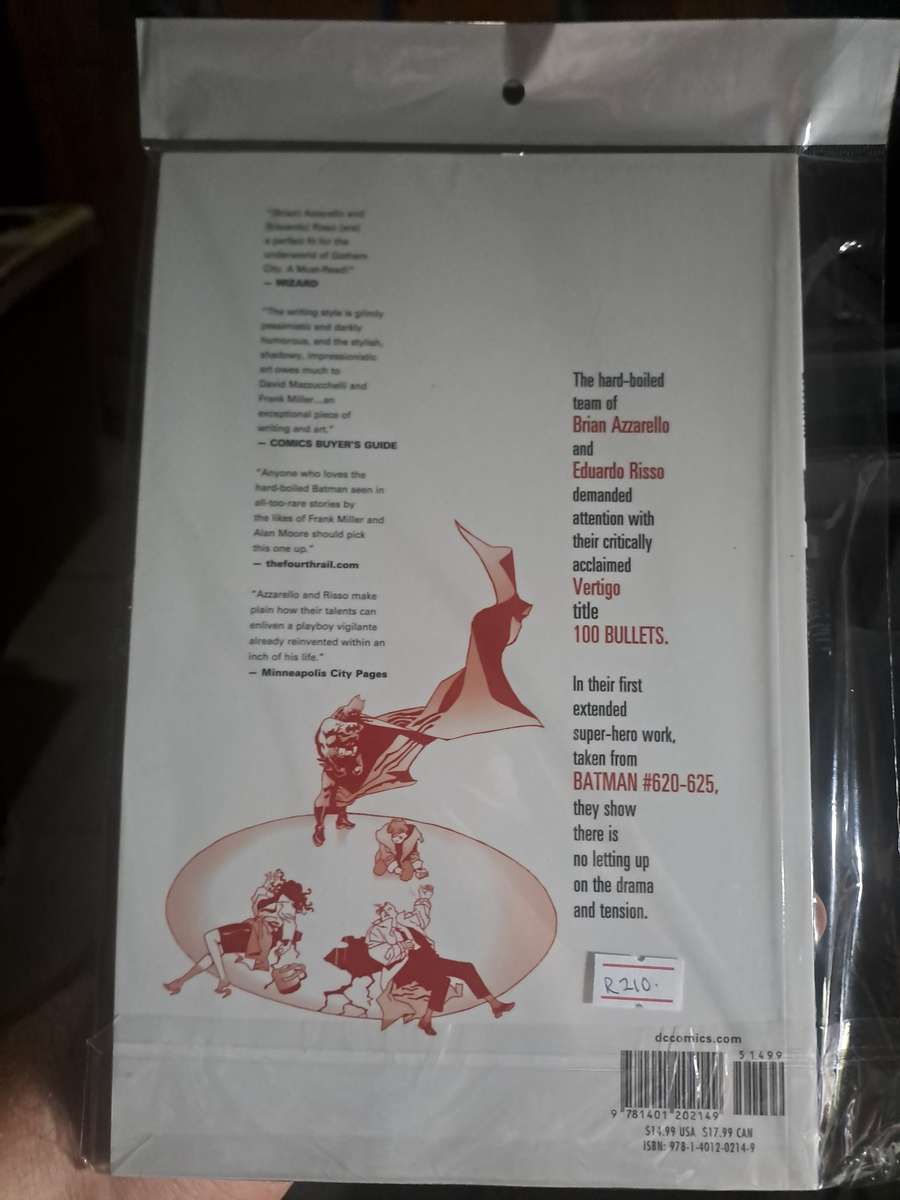 "[Brian] Azzarello and
[Eduardo] Risso [are]
a perfect fit for the
underworld of Gotham
City. A Must-Read!"
— WIZARD
"The writing style is grimly
pessimistic and darkly
humorous, and the stylish,
shadowy, impressionistic
art owes much to
David Mazzucchelli and
Frank Miller...an
exceptional piece of
writing and art."
— COMICS BUYER'S GUIDE
"Anyone who loves the
hard-boiled Batman seen in
all-too-rare stories by
the likes of Frank Miller and
Alan Moore should pick
this one up."
— thefourthrail.com
"Azzarello and Risso make
plain how their talents can
enliven a playboy vigilante
already reinvented within an
inch of his life."
— Minneapolis City Pages
The hard-boiled
team of
Brian Azzarello
and
Eduardo Risso
demanded
attention with
their critically
acclaimed
Vertigo
title
100 BULLETS.
In their first
extended
super-hero work,
taken from
BATMAN #620-625,
they show
there is
no letting up
on the drama
and tension.
R210.
dccomics.com
51499
9 781401 202149
$14.99 USA $17.99 CAN
ISBN: 978-1-4012-0214-9